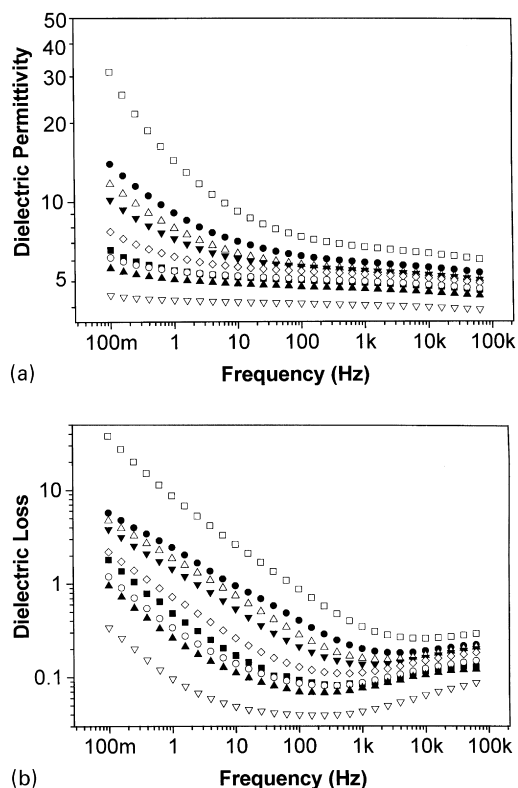 50
40
30
20
10
5
Dielectric Permittivity
100m 1 10 100 1k 10k 100k
(a)
Frequency (Hz)
10
1
0.1
Dielectric Loss
100m 1 10 100 1k 10k 100k
(b)
Frequency (Hz)